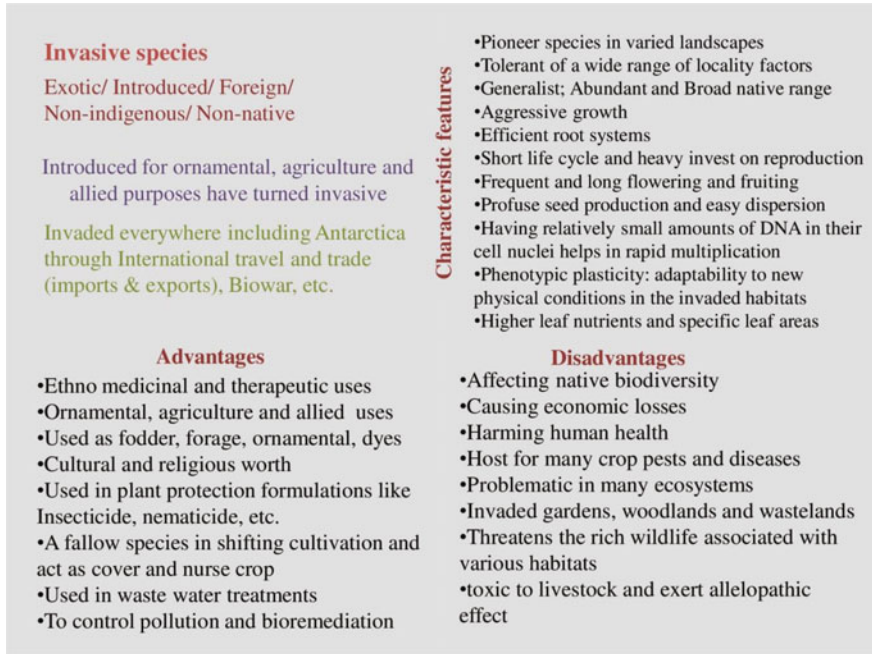 Invasive species
Exotic/ Introduced/ Foreign/
Non-indigenous/ Non-native
Introduced for ornamental, agriculture and
allied purposes have turned invasive
Invaded everywhere including Antarctica
through International travel and trade
(imports & exports), Biowar, etc.
Characteristic features
•Pioneer species in varied landscapes
•Tolerant of a wide range of locality factors
•Generalist; Abundant and Broad native range
•Aggressive growth
•Efficient root systems
•Short life cycle and heavy invest on reproduction
•Frequent and long flowering and fruiting
•Profuse seed production and easy dispersion
•Having relatively small amounts of DNA in their
cell nuclei helps in rapid multiplication
•Phenotypic plasticity: adaptability to new
physical conditions in the invaded habitats
•Higher leaf nutrients and specific leaf areas
Advantages
•Ethno medicinal and therapeutic uses
•Ornamental, agriculture and allied uses
•Used as fodder, forage, ornamental, dyes
•Cultural and religious worth
•Used in plant protection formulations like
Insecticide, nematicide, etc.
•A fallow species in shifting cultivation and
act as cover and nurse crop
•Used in waste water treatments
•To control pollution and bioremediation
Disadvantages
•Affecting native biodiversity
•Causing economic losses
•Harming human health
•Host for many crop pests and diseases
•Problematic in many ecosystems
•Invaded gardens, woodlands and wastelands
•Threatens the rich wildlife associated with
various habitats
•toxic to livestock and exert allelopathic
effect